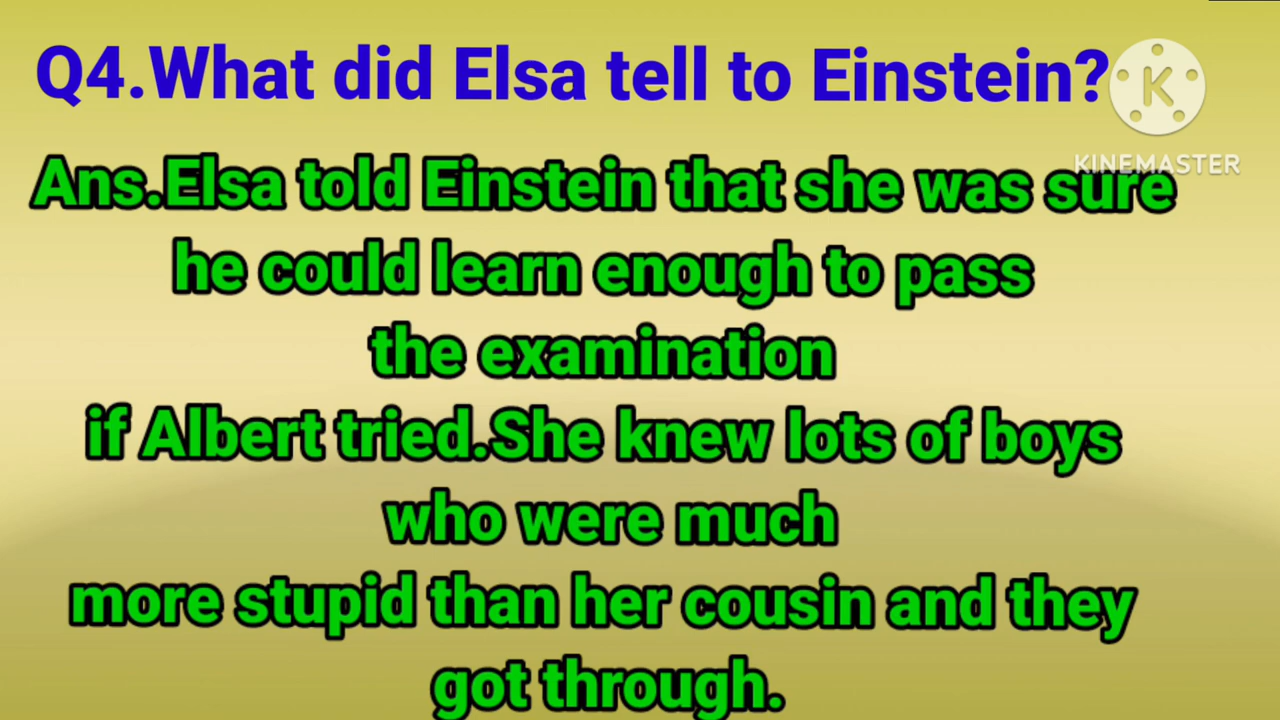 Q4.What did Elsa tell to Einstein?
K
KINEMASTER
Ans.Elsa told Einstein that she was sure
he could learn enough to pass
the examination
if Albert tried.She knew lots of boys
who were much
more stupid than her cousin and they
got through.